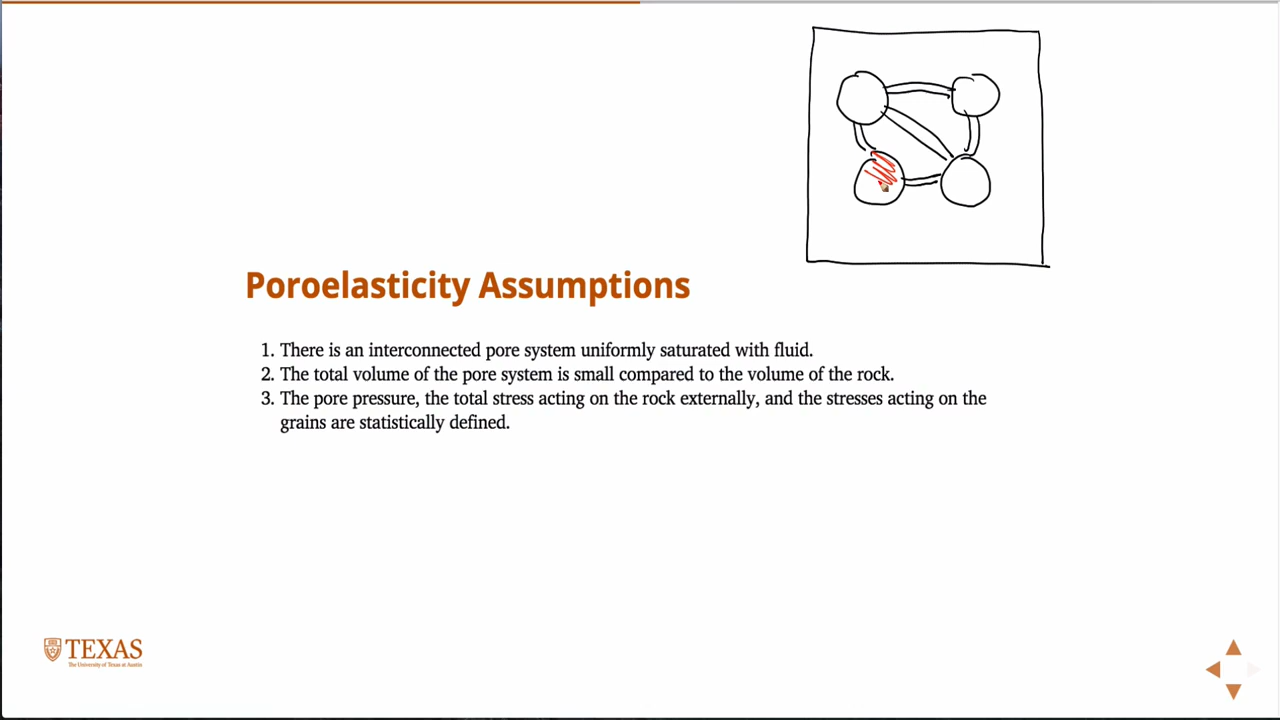 Poroelasticity Assumptions
1. There is an interconnected pore system uniformly saturated with fluid.
2. The total volume of the pore system is small compared to the volume of the rock.
3. The pore pressure, the total stress acting on the rock externally, and the stresses acting on the
grains are statistically defined.
TEXAS
The University of Texas at Austin